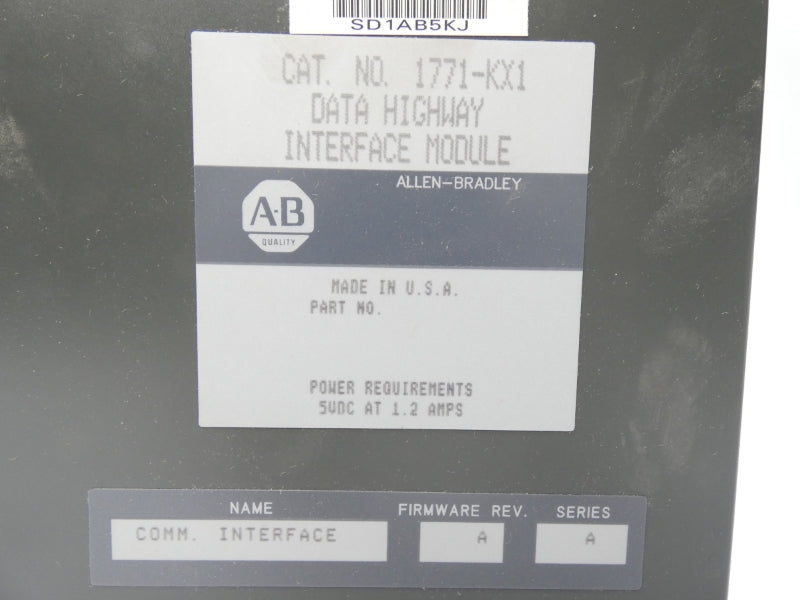 SD1AB5KJ
CAT. NO. 1771-KX1
DATA HIGHWAY
INTERFACE MODULE
ALLEN-BRADLEY
A-B
QUALITY
MADE IN U.S.A.
PART NO.
POWER REQUIREMENTS
5VDC AT 1.2 AMPS
NAME FIRMWARE REV. SERIES
COMM. INTERFACE A A